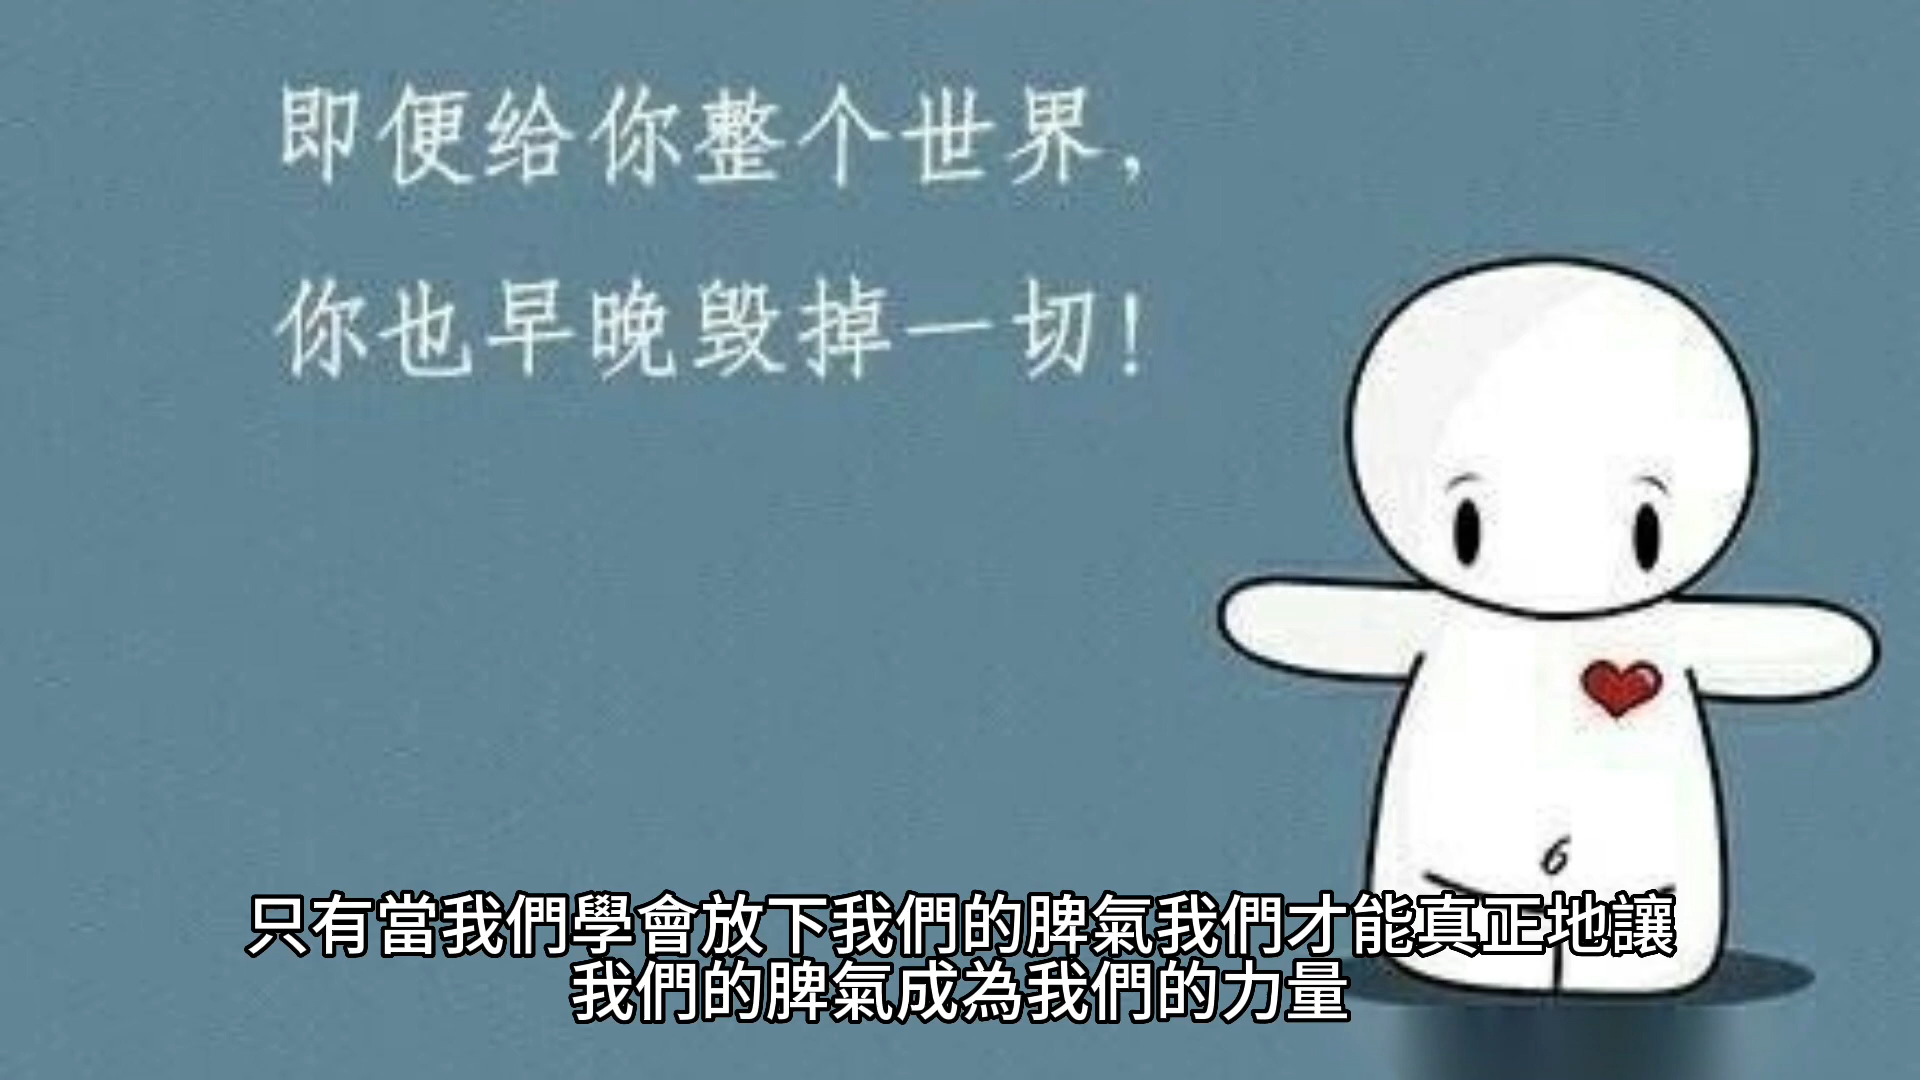 即便给你整个世界，
你也早晚毁掉一切！
6
只有當我們學會放下我們的脾氣我們才能真正地讓
我們的脾氣成為我們的力量